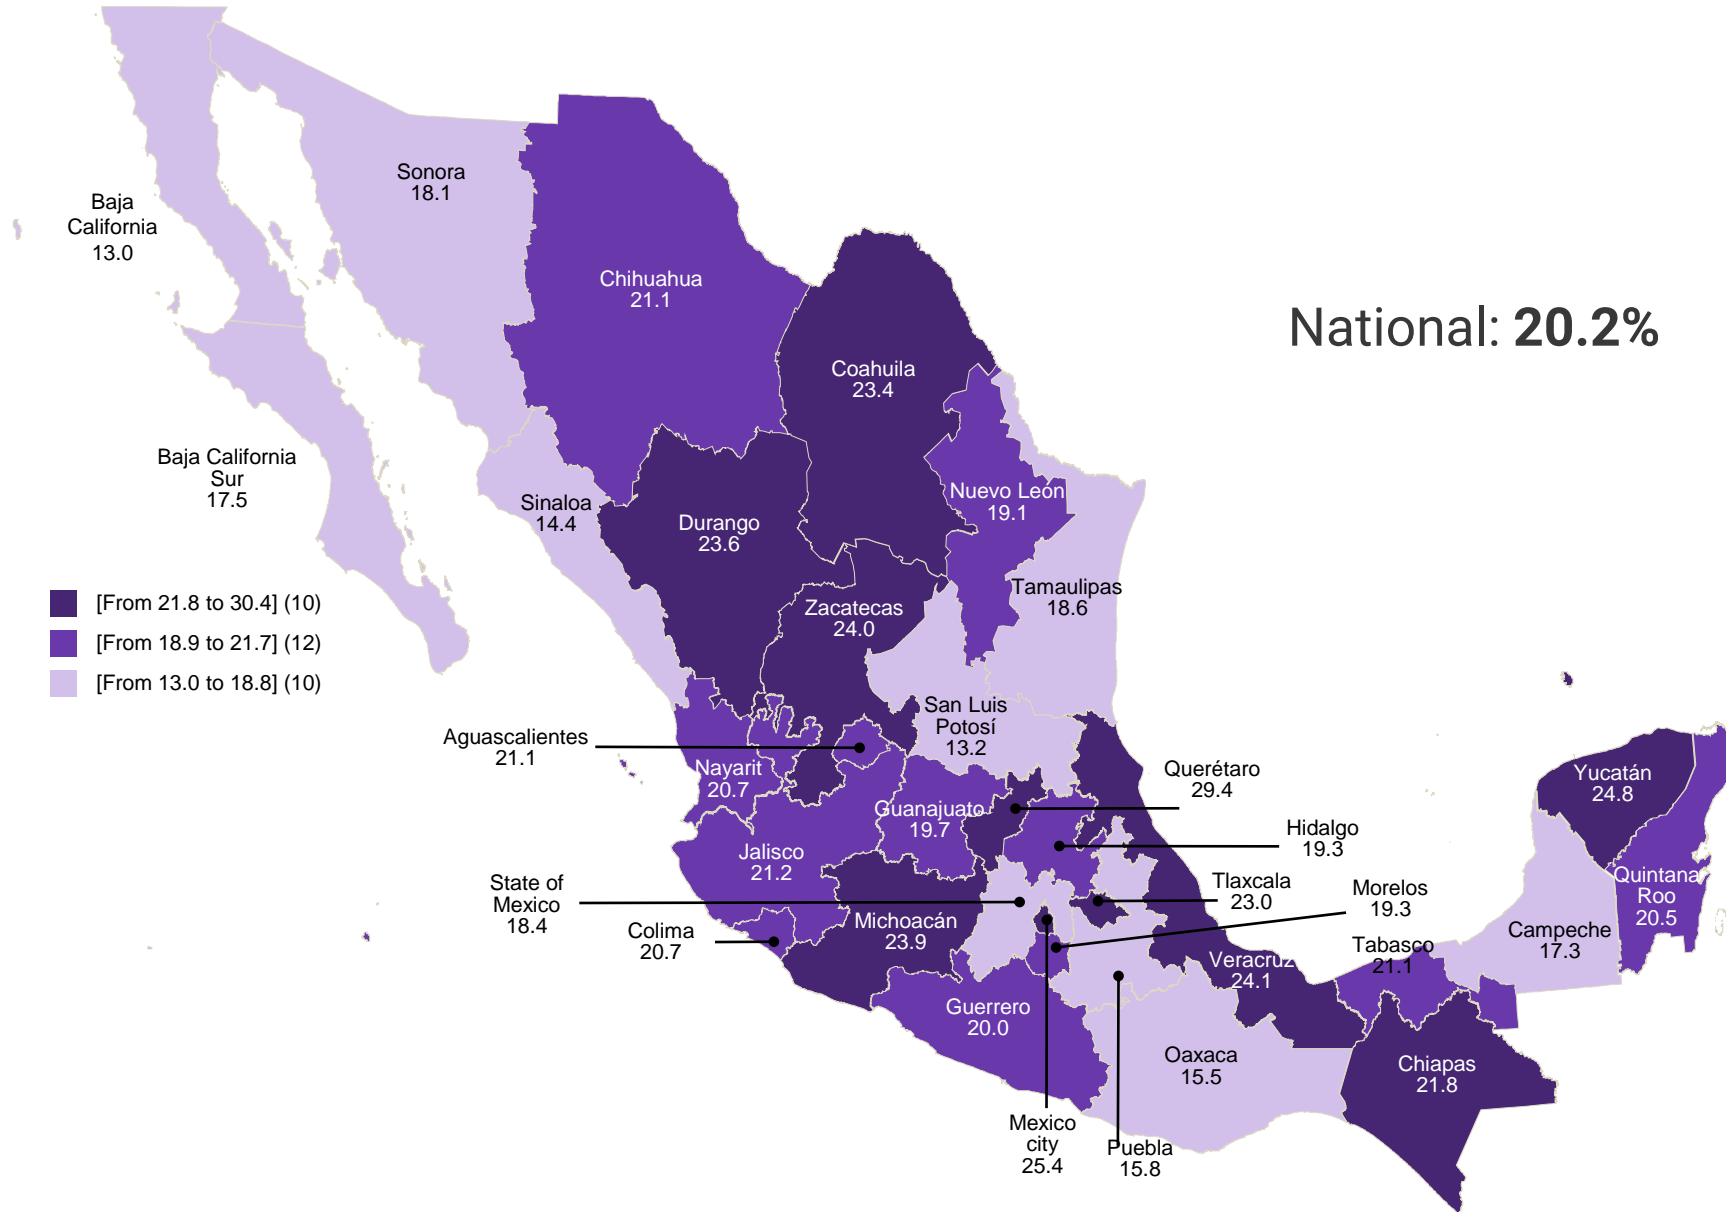 Sonora
18.1
Baja
California
13.0
Chihuahua
21.1
National: 20.2%
Coahuila
23.4
Baja California
Sur
17.5
Sinaloa
14.4
Durango
23.6
Nuevo León
19.1
Tamaulipas
18.6
[From 21.8 to 30.4] (10)
[From 18.9 to 21.7] (12)
[From 13.0 to 18.8] (10)
Zacatecas
24.0
San Luis
Potosí
13.2
Aguascalientes
21.1
Nayarit
20.7
Guanajuato
19.7
Querétaro
29.4
Yucatán
24.8
Hidalgo
19.3
Jalisco
21.2
State of
Mexico
18.4
Colima
20.7
Michoacán
23.9
Tlaxcala
23.0
Morelos
19.3
Quintana
Roo
20.5
Campeche
17.3
Tabasco
21.1
Veracruz
24.1
Guerrero
20.0
Oaxaca
15.5
Chiapas
21.8
Mexico
city
25.4
Puebla
15.8